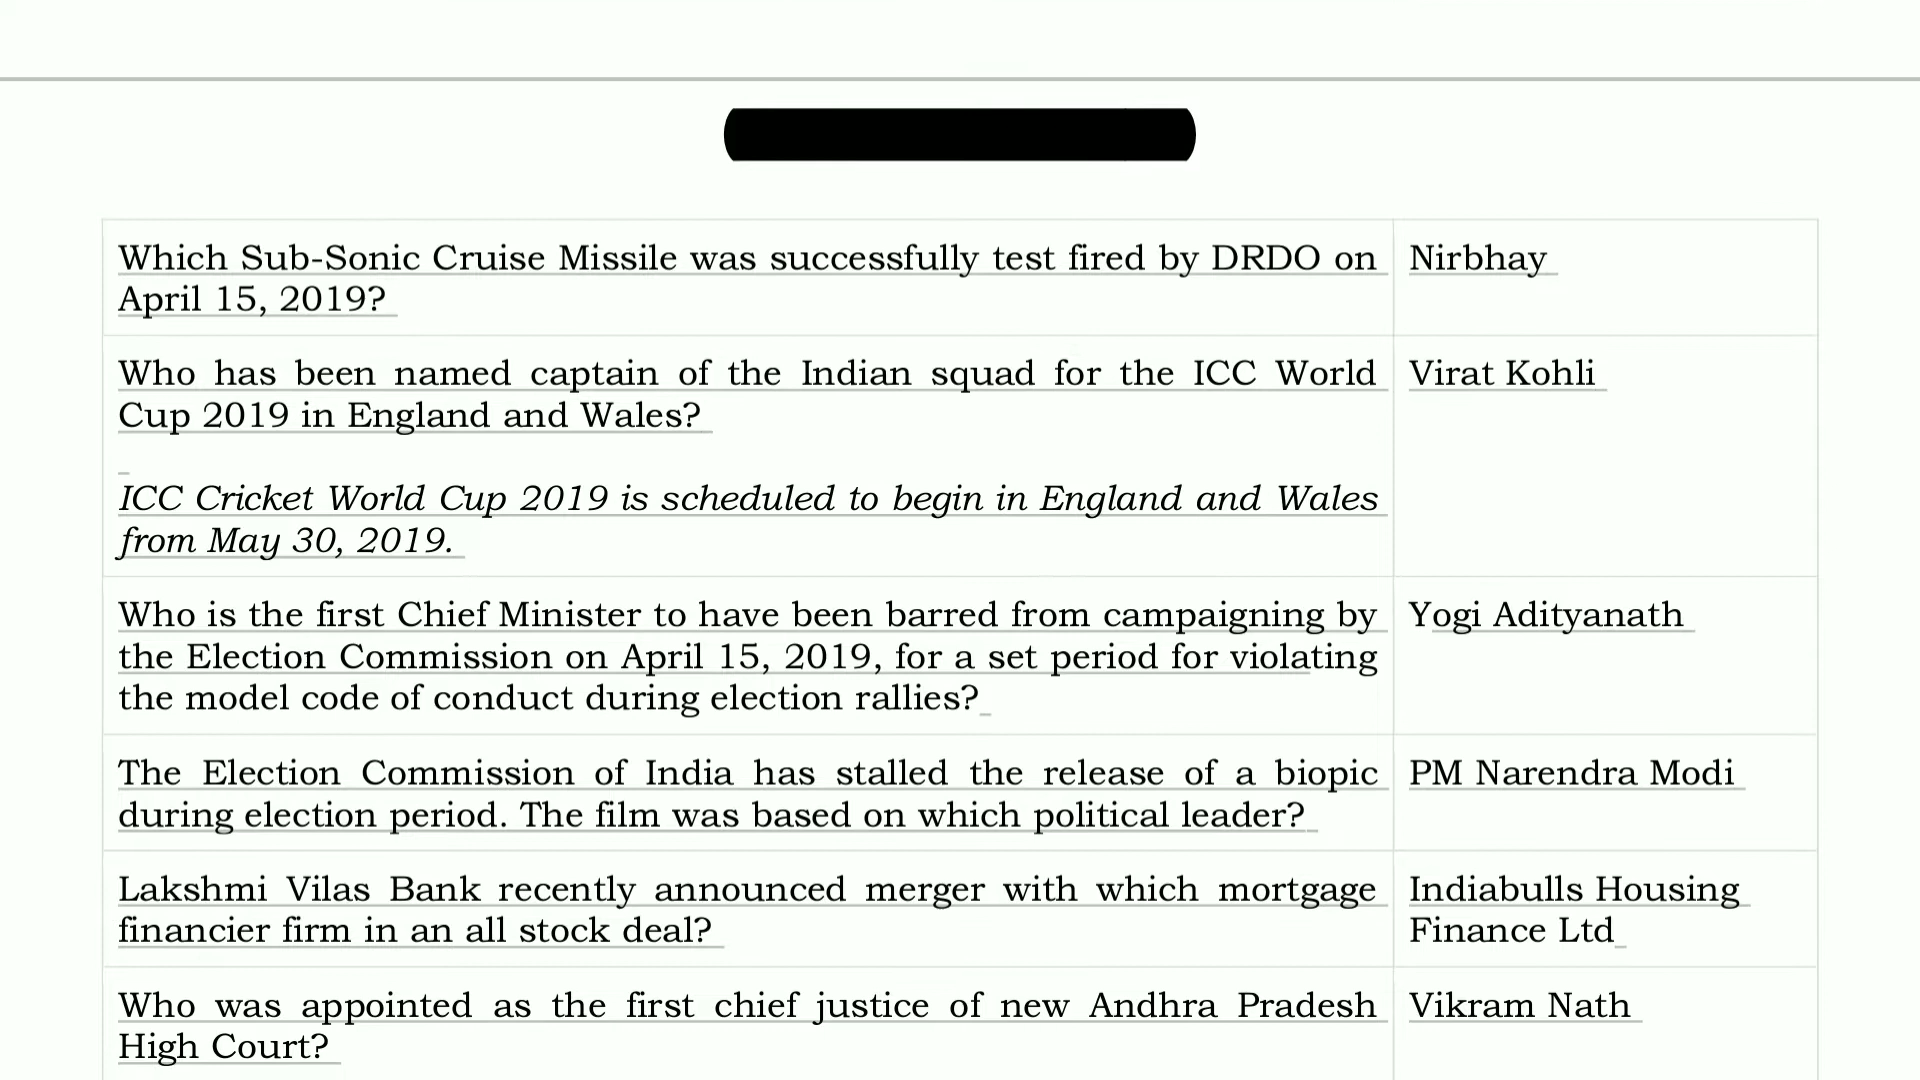 Which Sub-Sonic Cruise Missile was successfully test fired by DRDO on
April 15, 2019?
Nirbhay
Who has been named captain of the Indian squad for the ICC World
Cup 2019 in England and Wales?
ICC Cricket World Cup 2019 is scheduled to begin in England and Wales
from May 30, 2019.
Virat Kohli
Who is the first Chief Minister to have been barred from campaigning by
the Election Commission on April 15, 2019, for a set period for violating
the model code of conduct during election rallies?
Yogi Adityanath
The Election Commission of India has stalled the release of a biopic
during election period. The film was based on which political leader?
PM Narendra Modi
Lakshmi Vilas Bank recently announced merger with which mortgage
financier firm in an all stock deal?
Indiabulls Housing
Finance Ltd
Who was appointed as the first chief justice of new Andhra Pradesh
High Court?
Vikram Nath